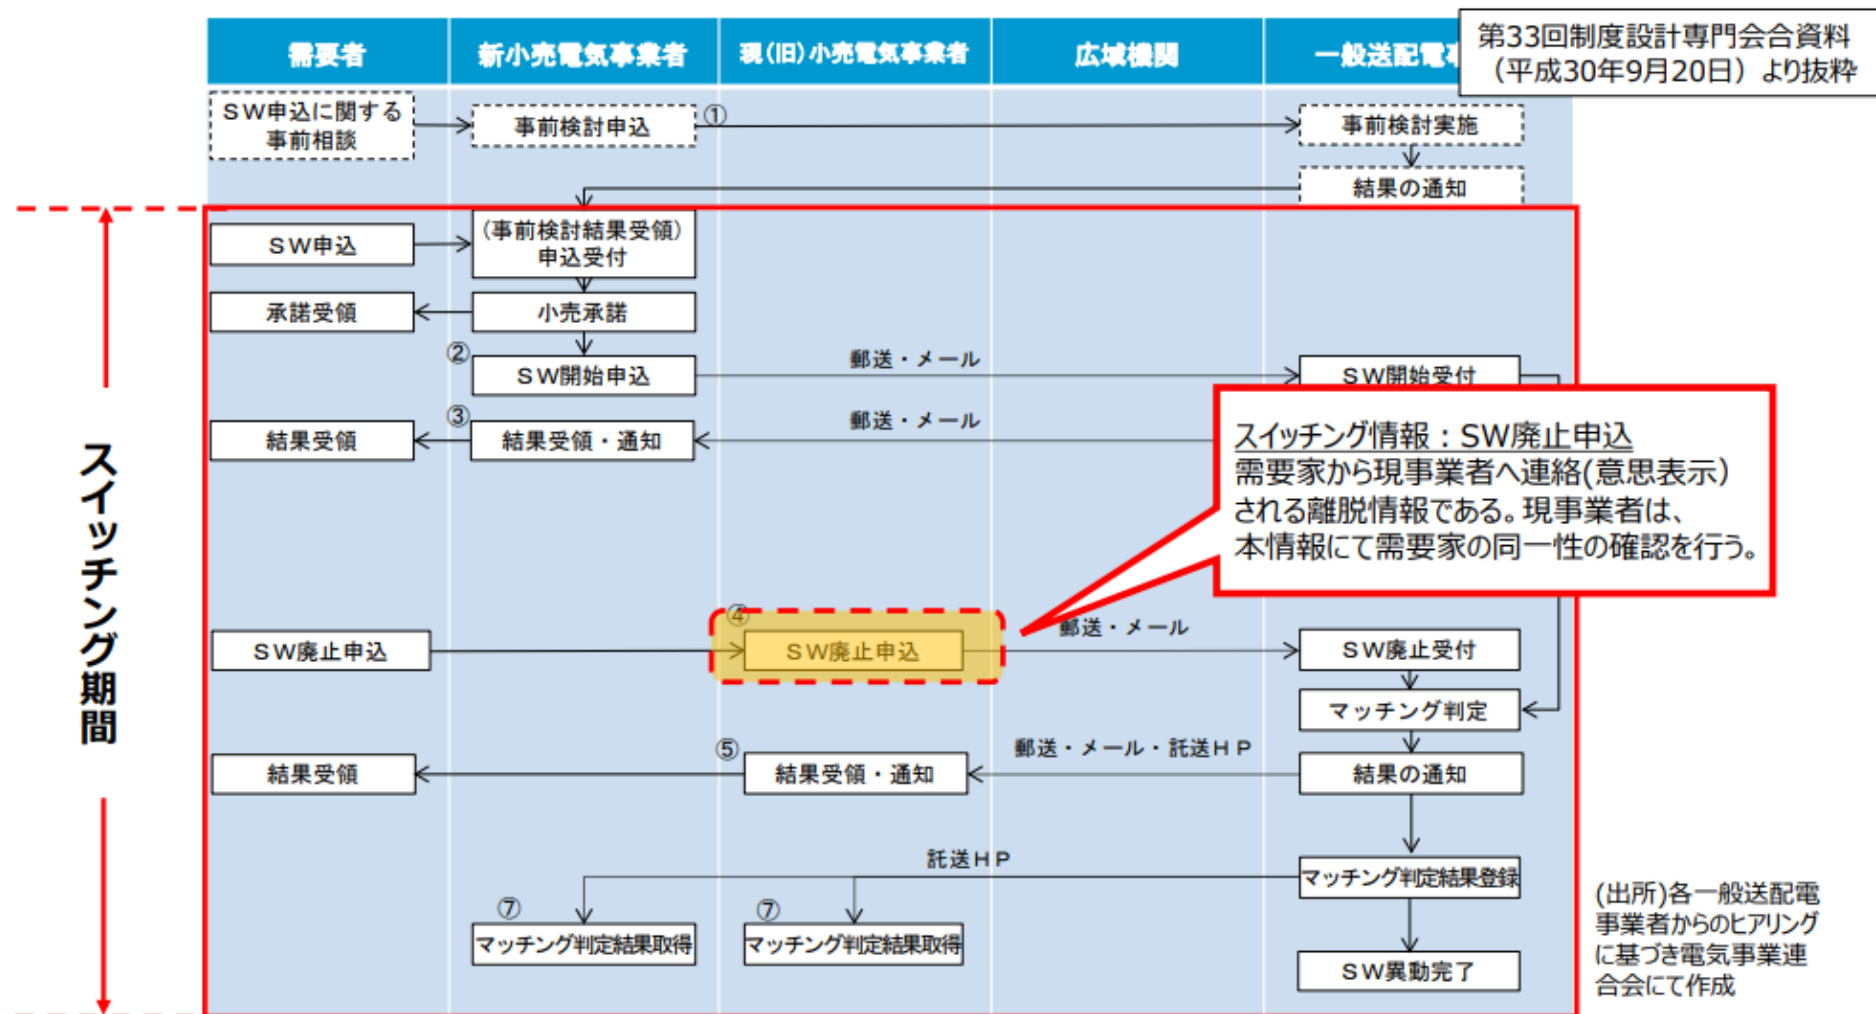 第33回制度設計専門会合資料
（平成30年9月20日）より抜粋
需要者
新小売電気事業者
現(旧)小売電気事業者
広域機関
一般送配電事
ＳＷ申込に関する
事前相談
事前検討申込
①
事前検討実施
結果の通知
ＳＷ申込
(事前検討結果受領)
申込受付
承諾受領
小売承諾
②
ＳＷ開始申込
郵送・メール
ＳＷ開始受付
③
結果受領
結果受領・通知
郵送・メール
スイッチング情報：SW廃止申込
需要家から現事業者へ連絡(意思表示）
される離脱情報である。現事業者は、
本情報にて需要家の同一性の確認を行う。
スイッチング期間
④
ＳＷ廃止申込
ＳＷ廃止申込
郵送・メール
ＳＷ廃止受付
マッチング判定
⑤
結果受領
結果受領・通知
郵送・メール・託送ＨＰ
結果の通知
託送ＨＰ
マッチング判定結果登録
⑦
マッチング判定結果取得
⑦
マッチング判定結果取得
ＳＷ異動完了
(出所)各一般送配電
事業者からのヒアリング
に基づき電気事業連
合会にて作成